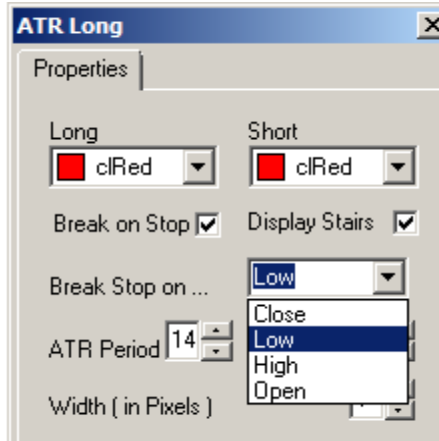 ATR Long
Properties
Long Short
clRed clRed
Break on Stop Display Stairs
Break Stop on ... Low
Close
Low
ATR Period 14
High
Open
Width ( in Pixels )